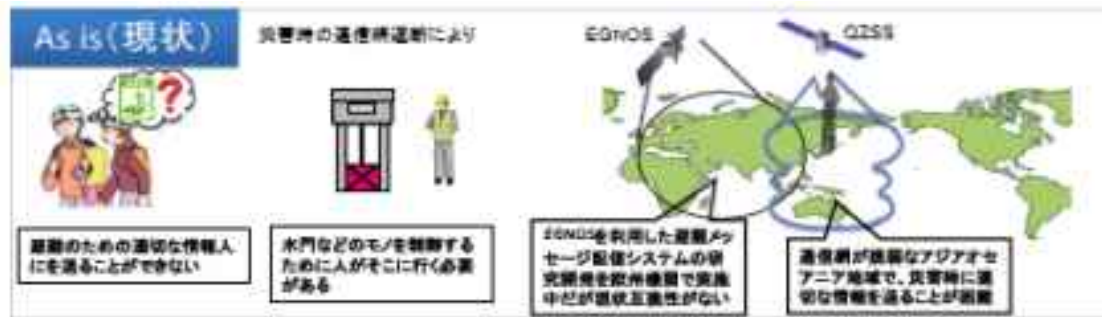 As is(現状)
災害時の通信網遮断により
EGNOS
QZSS
?
避難のための適切な情報人
にを送ることができない
水門などのモノを制御する
ために人がそこに行く必要
がある
EGNOSを利用した避難メッ
セージ配信システムの研
究開発を欧州機関で実施
中だが現状互換性がない
通信網が脆弱なアジアオセ
アニア地域で、災害時に適
切な情報を送ることが困難